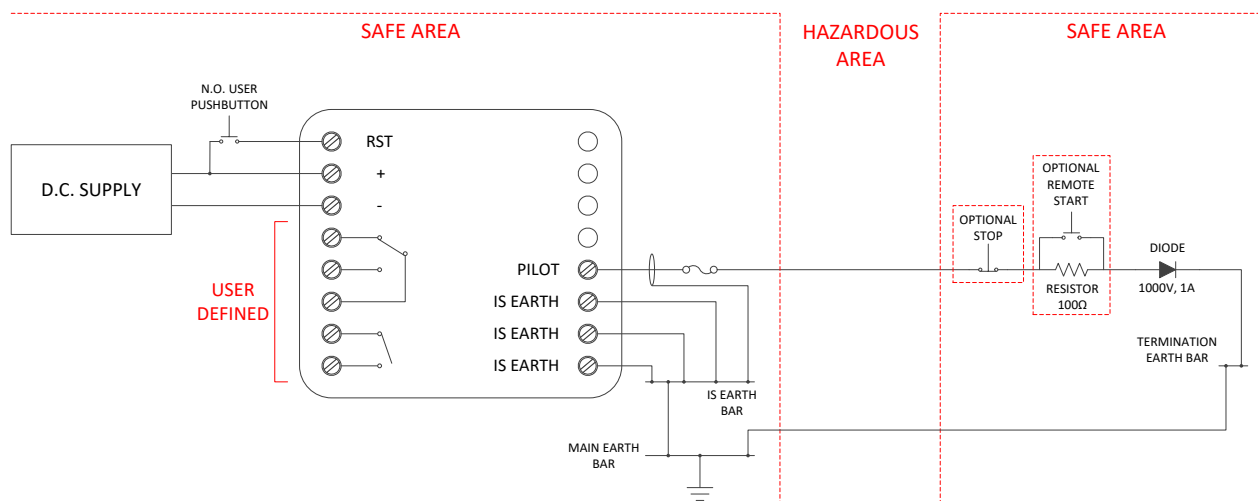 SAFE AREA
HAZARDOUS
AREA
SAFE AREA
N.O. USER
PUSHBUTTON
D.C. SUPPLY
RST
+
-
USER
DEFINED
PILOT
IS EARTH
IS EARTH
IS EARTH
IS EARTH
BAR
MAIN EARTH
BAR
OPTIONAL
STOP
OPTIONAL
REMOTE
START
RESISTOR
100Ω
DIODE
1000V, 1A
TERMINATION
EARTH BAR